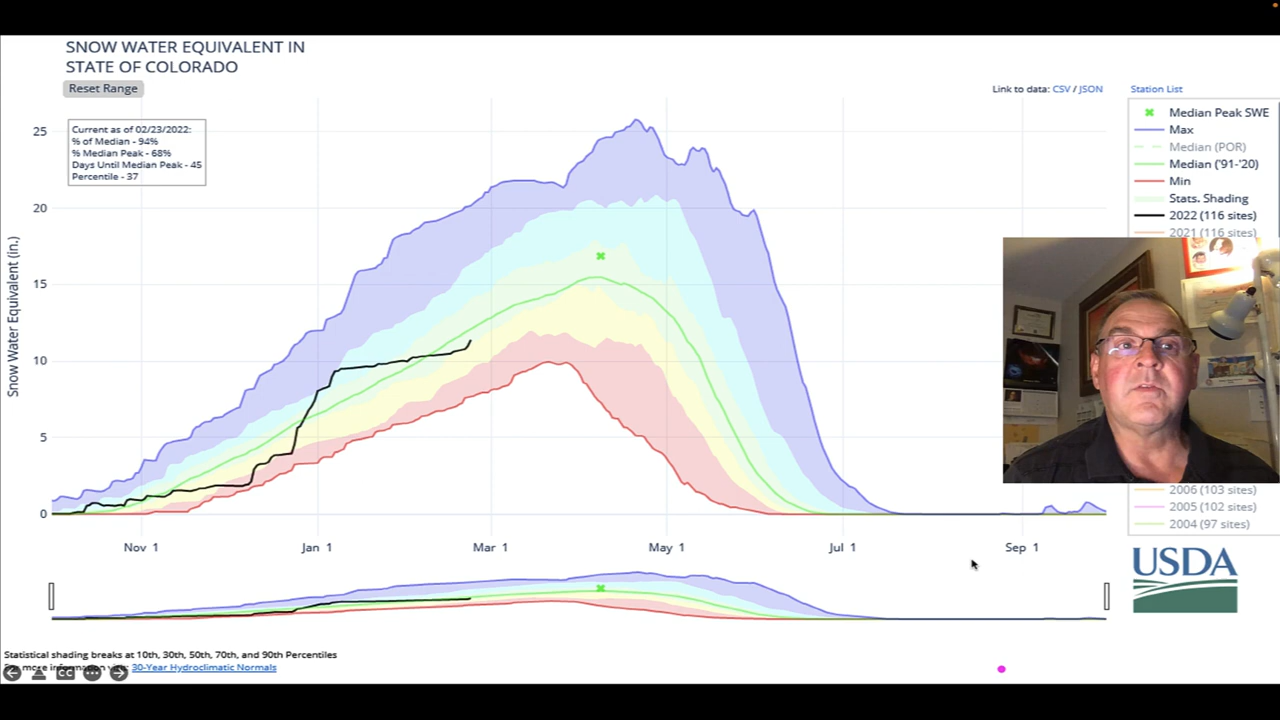 SNOW WATER EQUIVALENT IN
STATE OF COLORADO
Reset Range
Link to data: CSV / JSON
Station List
Current as of 02/23/2022:
% of Median - 94%
% Median Peak - 68%
Days Until Median Peak - 45
Percentile - 37
Median Peak SWE
Max
Median (POR)
Median ('91-'20)
Min
Stats. Shading
2022 (116 sites)
2021 (116 sites)
2006 (103 sites)
2005 (102 sites)
2004 (97 sites)
Snow Water Equivalent (in.)
25
20
15
10
5
0
Nov 1
Jan 1
Mar 1
May 1
Jul 1
Sep 1
USDA
Statistical shading breaks at 10th, 30th, 50th, 70th, and 90th Percentiles
more 30-Year Hydroclimatic Normals
CC